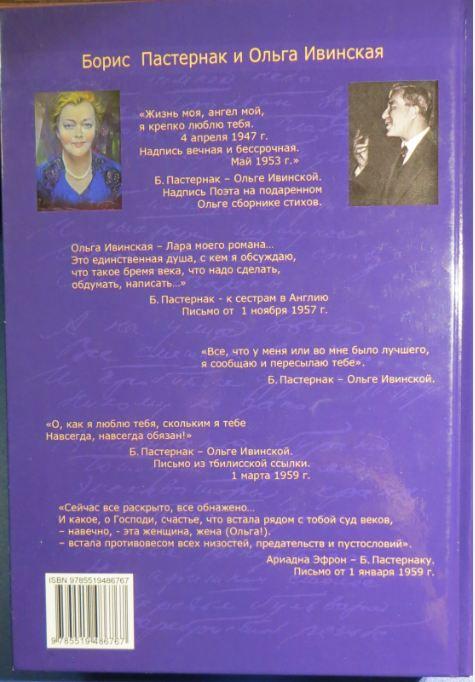 Борис Пастернак и Ольга Ивинская
«Жизнь моя, ангел мой,
я крепко люблю тебя.
4 апреля 1947 г.
Надпись вечная и бессрочная.
Май 1953 г.»
Б.Пастернак – Ольге Ивинской.
Надпись Поэта на подаренном
Ольге сборнике стихов.
Ольга Ивинская – Лара моего романа...
Это единственная душа, с кем я обсуждаю,
что такое бремя века, что надо сделать,
обдумать, написать...»
Б.Пастернак - к сестрам в Англию
Письмо от 1 ноября 1957 г.
«Все, что у меня или во мне было лучшего,
я сообщаю и пересылаю тебе».
Б.Пастернак – Ольге Ивинской.
«О, как я люблю тебя, скольким я тебе
Навсегда, навсегда обязан!»
Б.Пастернак – Ольге Ивинской.
Письмо из тбилисской ссылки.
1 марта 1959 г.
«Сейчас все раскрыто, все обнажено...
И какое, о Господи, счастье, что встала рядом с тобой суд веков,
– навечно, - эта женщина, жена (Ольга!).
– встала противовесом всех низостей, предательств и пустословий».
Ариадна Эфрон – Б.Пастернаку.
Письмо от 1 января 1959 г.
ISBN 9785519486767
9 785519 486767